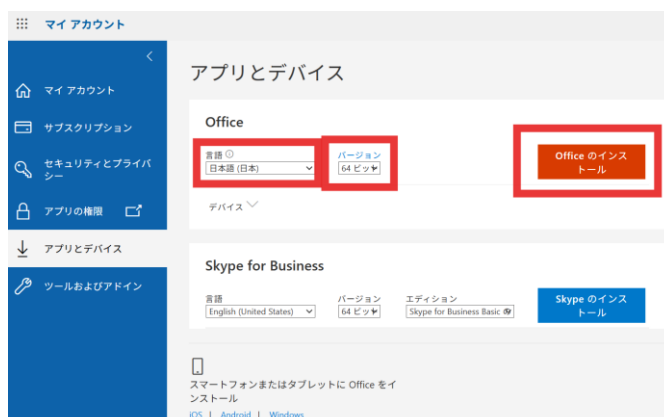 マイ アカウント
アプリとデバイス
マイ アカウント
サブスクリプション
セキュリティとプライバ
シー
アプリの権限
アプリとデバイス
ツールおよびアドイン
Office
言語
バージョン
日本語 (日本)
64 ビット
Office のインス
トール
デバイス
Skype for Business
言語
バージョン
エディション
English (United States)
64 ビット
Skype for Business Basic
Skype のインス
トール
スマートフォンまたはタブレットに Office をイ
ンストール
iOS | Android | Windows